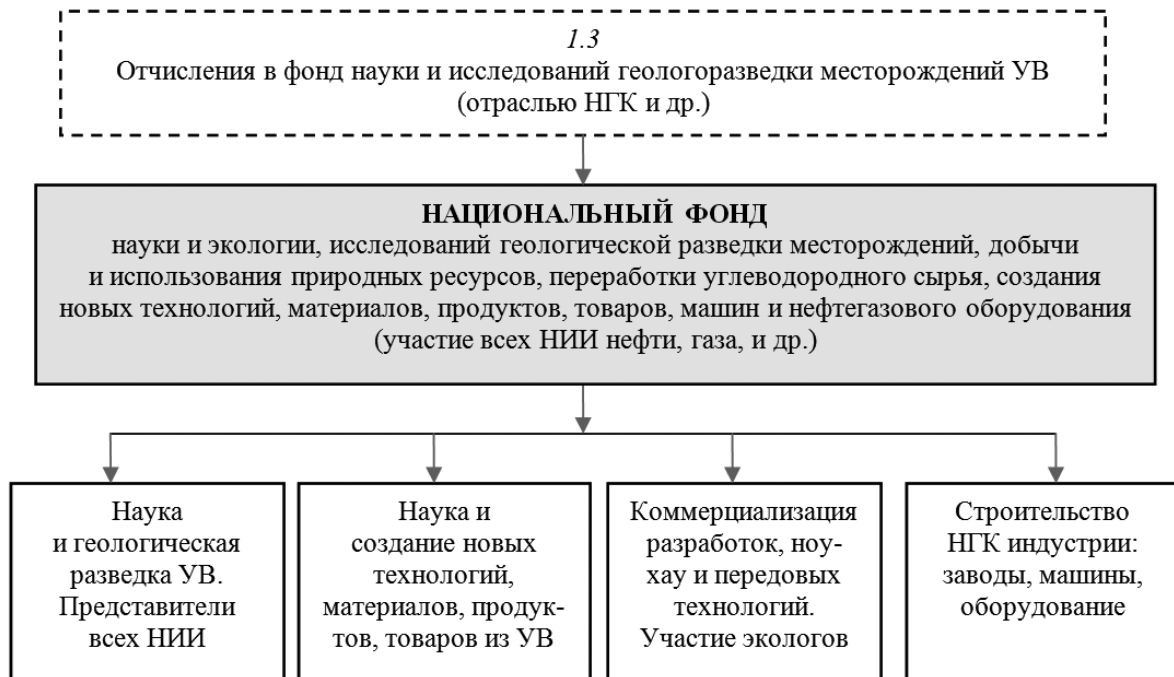 1.3
Отчисления в фонд науки и исследований геологоразведки месторождений УВ
(отраслью НГК и др.)
НАЦИОНАЛЬНЫЙ ФОНД
науки и экологии, исследований геологической разведки месторождений, добычи
и использования природных ресурсов, переработки углеводородного сырья, создания
новых технологий, материалов, продуктов, товаров, машин и нефтегазового оборудования
(участие всех НИИ нефти, газа, и др.)
Наука
и геологическая
разведка УВ.
Представители
всех НИИ
Наука и
создание новых
технологий,
материалов, продук-
тов, товаров из УВ
Коммерциализация
разработок, ноу-
хау и передовых
технологий.
Участие экологов
Строительство
НГК индустрии:
заводы, машины,
оборудование